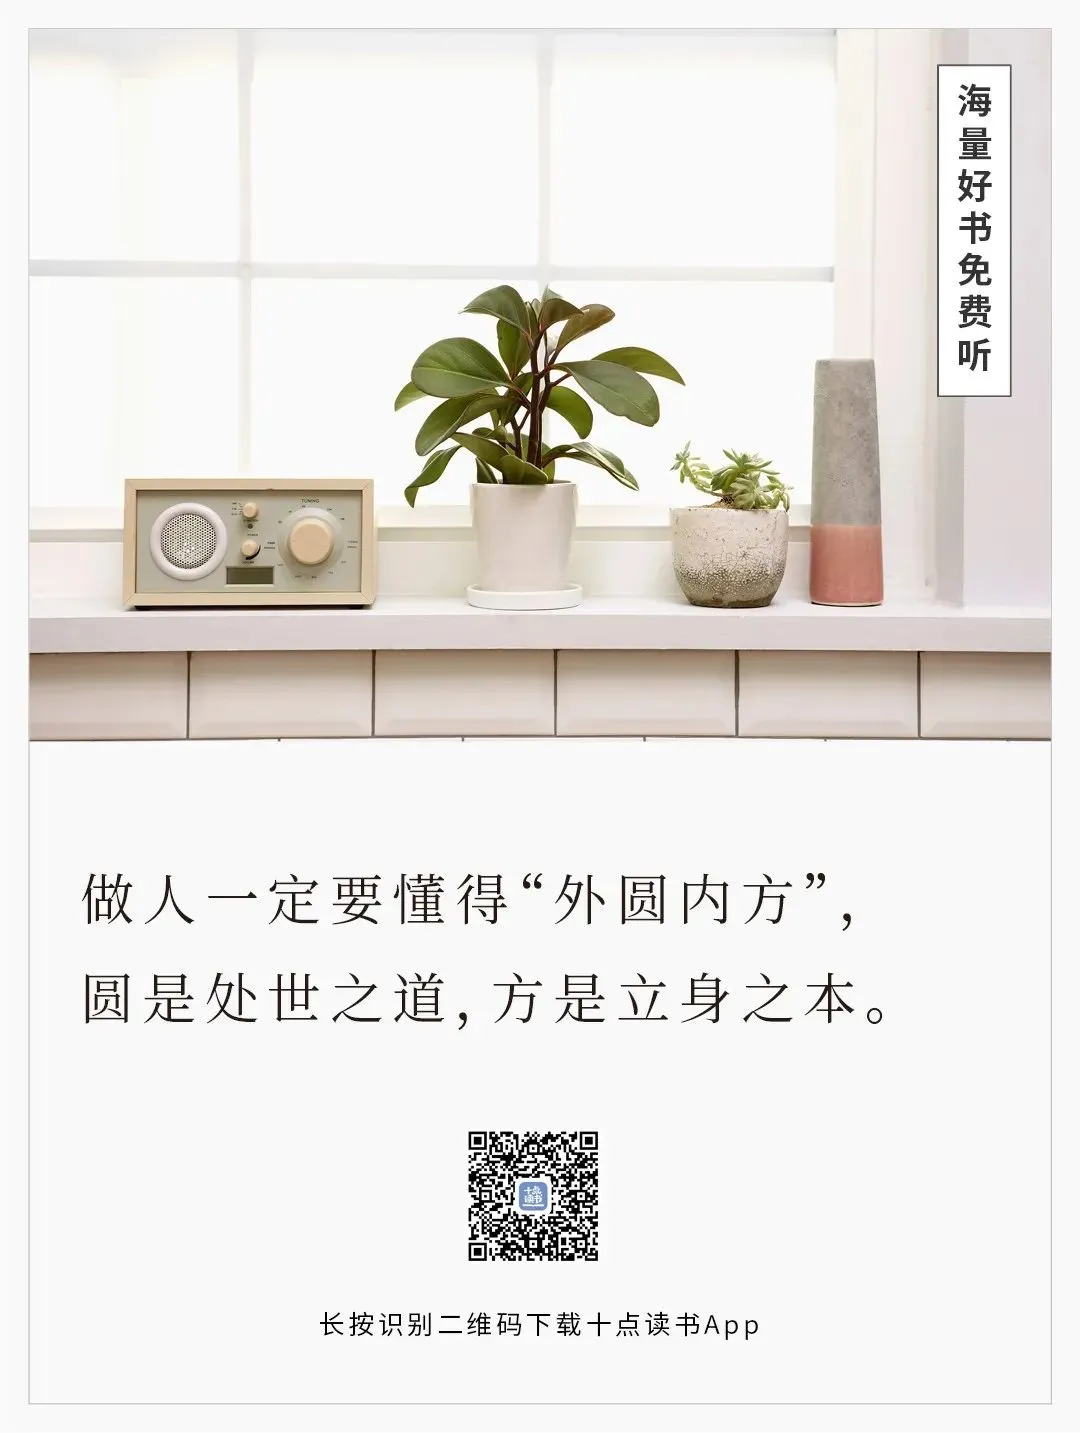 海量好书免费听
TUNING
做人一定要懂得“外圆内方”，
圆是处世之道，方是立身之本。
十点
读书
长按识别二维码下载十点读书App